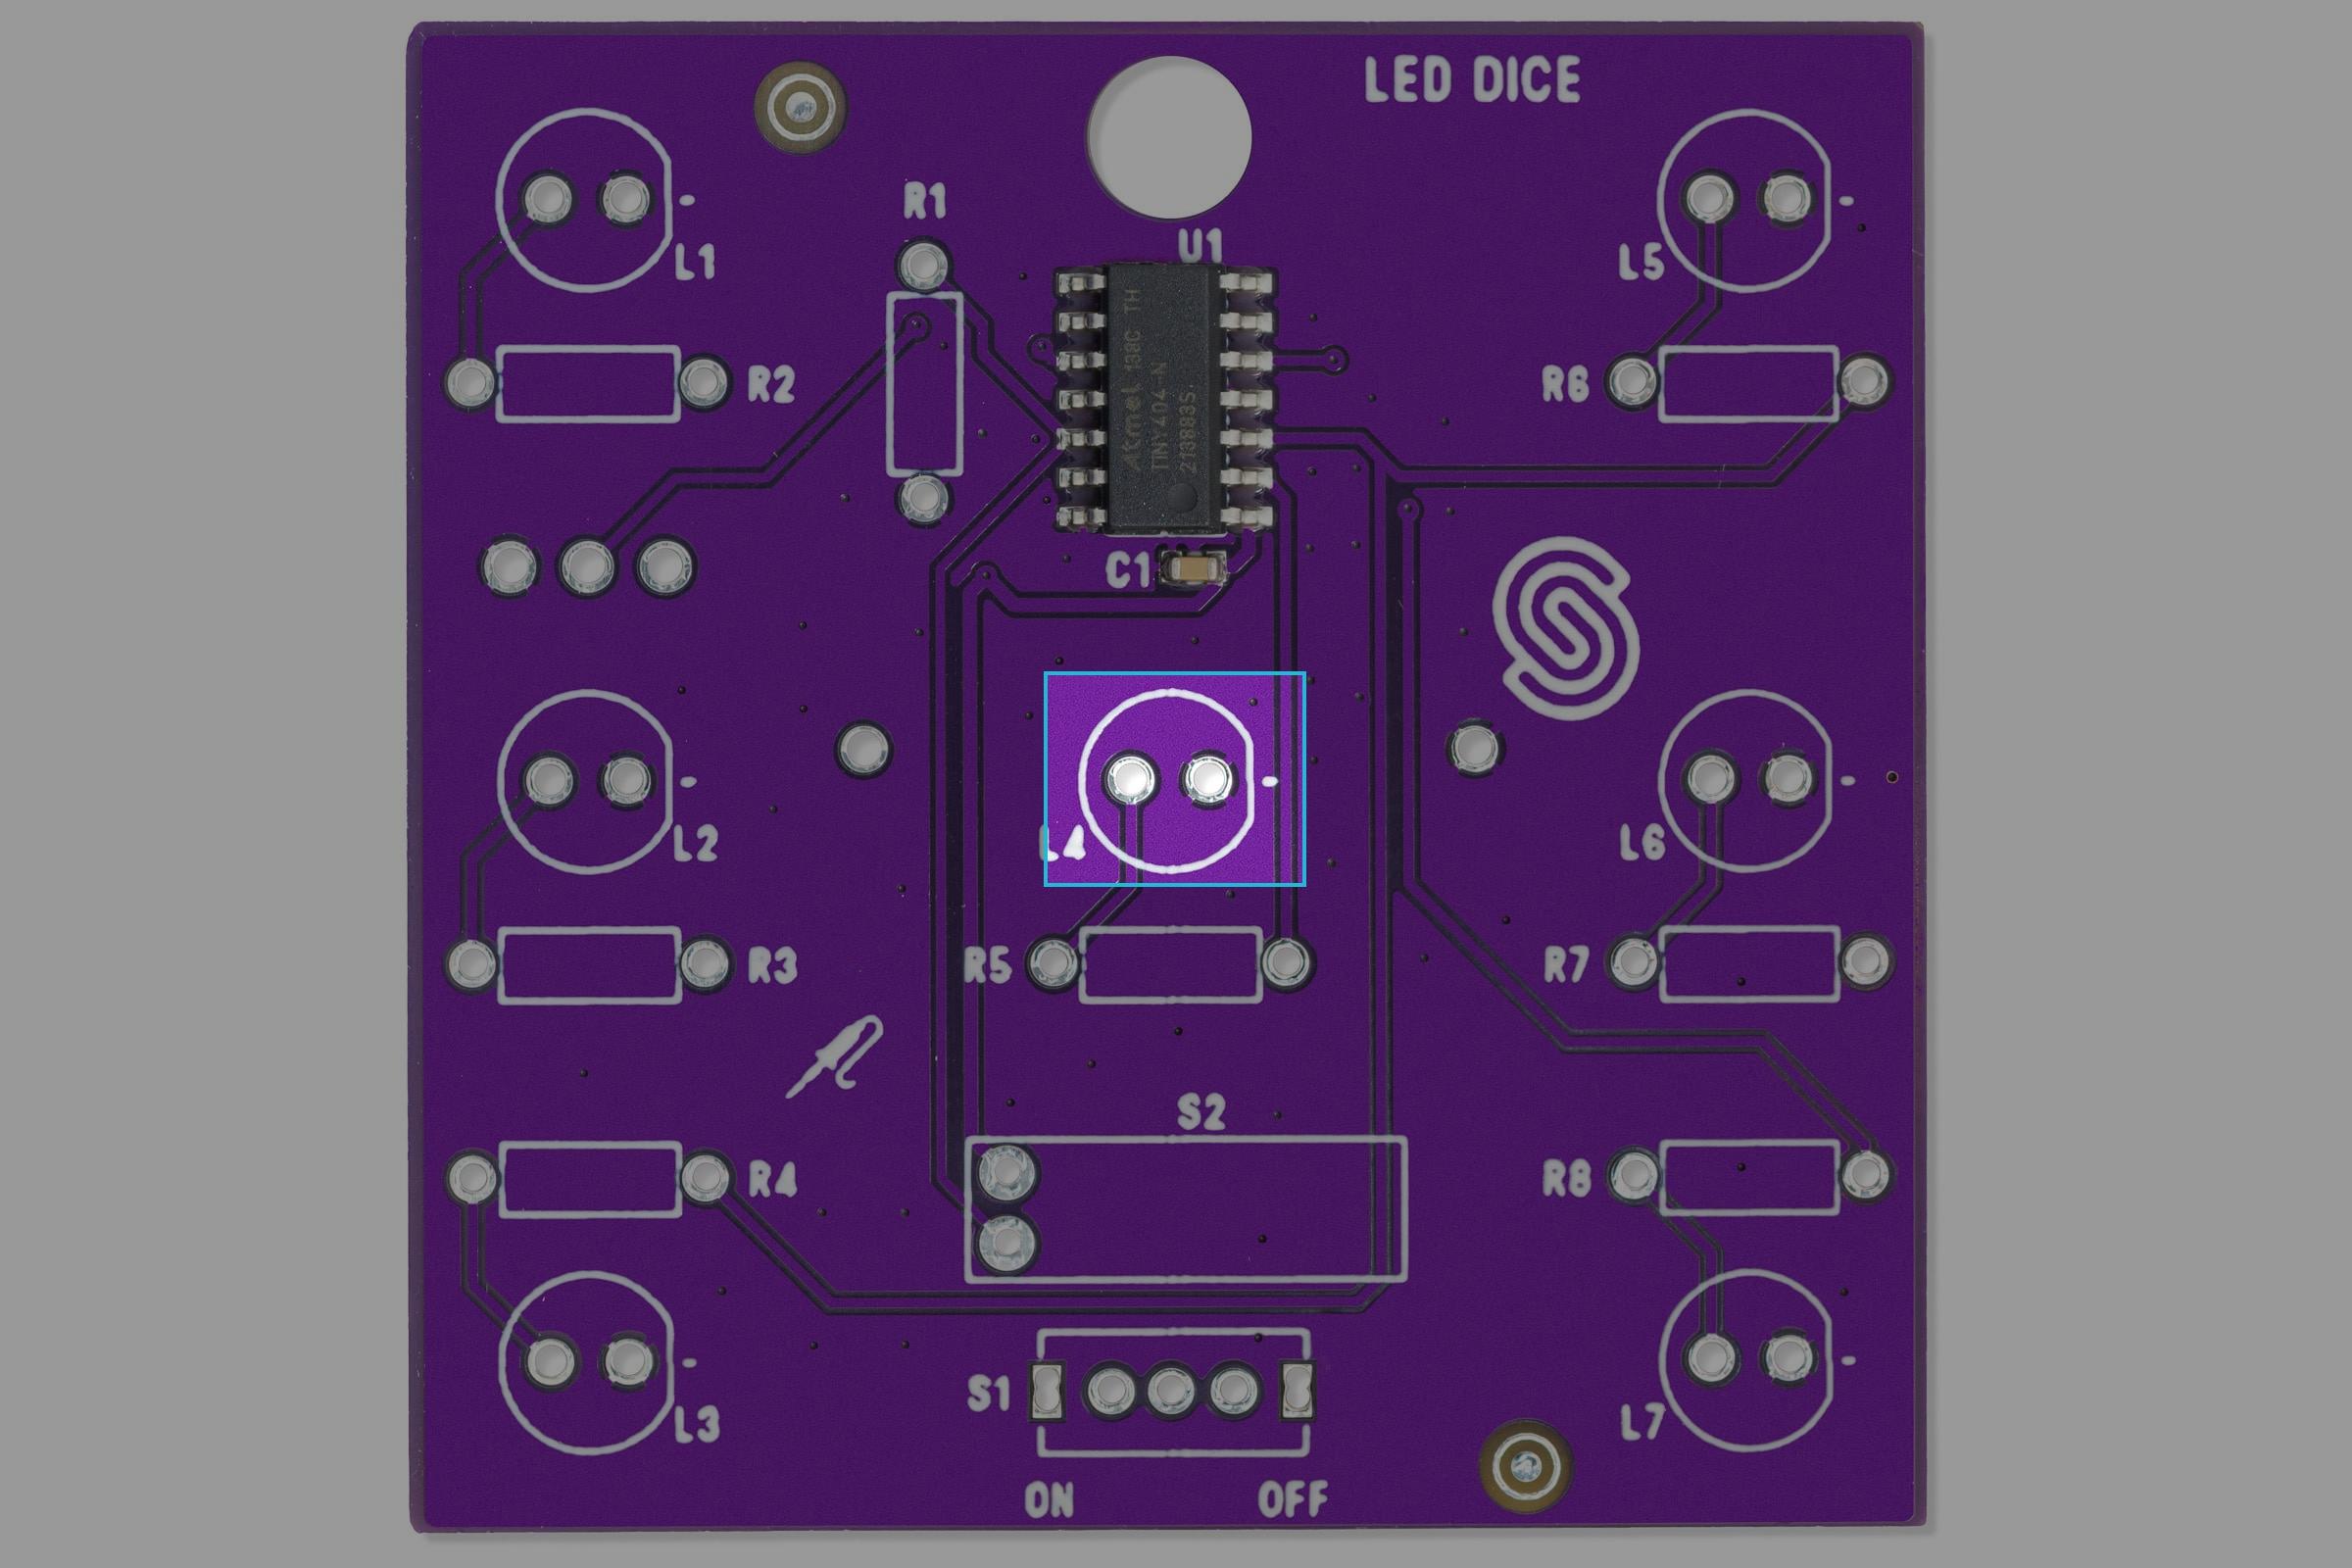 LED DICE
R1
U1
L1
L5
R2
R6
Atmel 138C TH
TINY404-N
213883S
C1
L2
L4
L6
R3
R5
R7
S2
R4
R8
S1
L3
L7
ON OFF